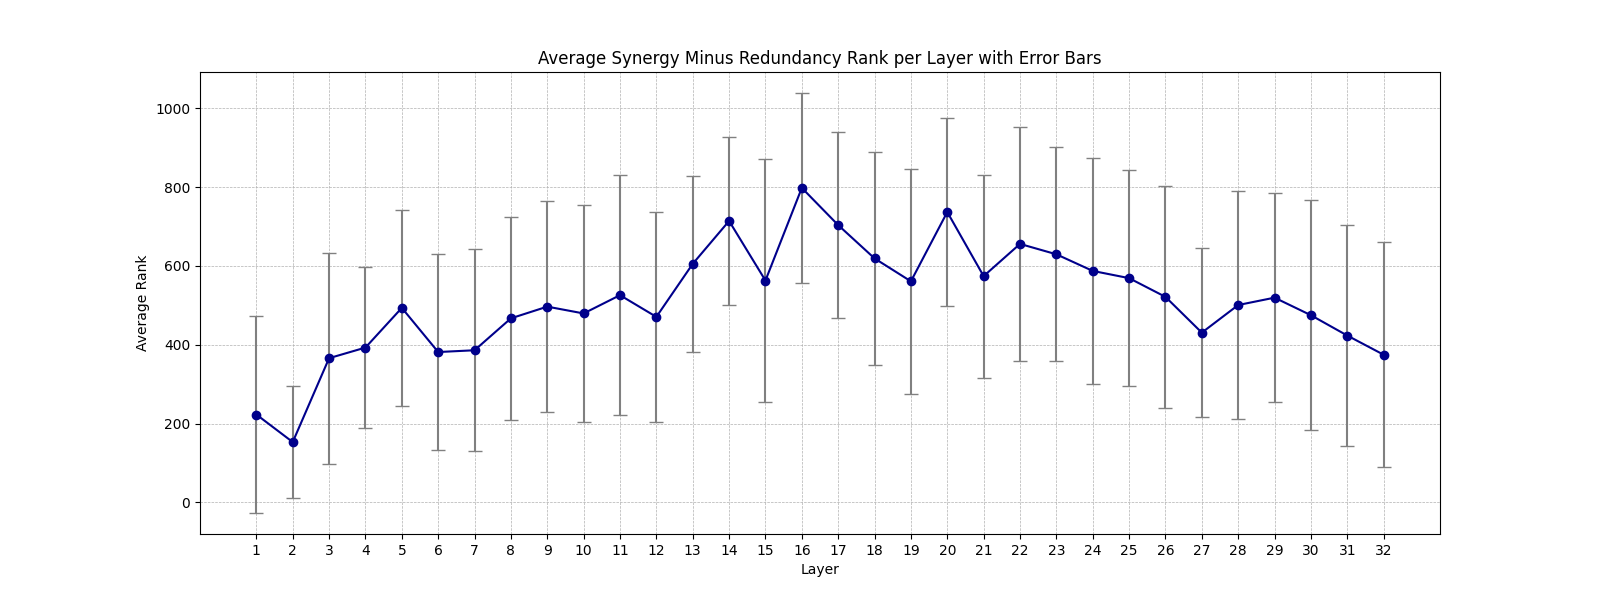 Average Synergy Minus Redundancy Rank per Layer with Error Bars
1000
800
600
400
200
0
Average Rank
1 2 3 4 5 6 7 8 9 10 11 12 13 14 15 16 17 18 19 20 21 22 23 24 25 26 27 28 29 30 31 32
Layer